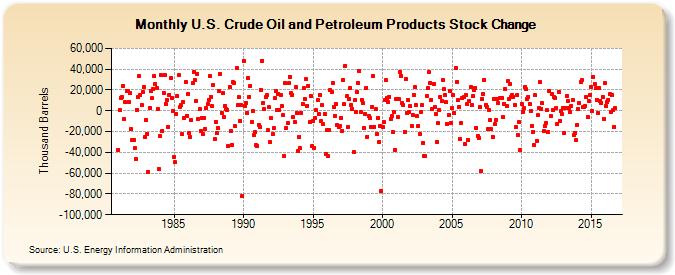 Monthly U.S. Crude Oil and Petroleum Products Stock Change
Thousand Barrels
60,000
40,000
20,000
0
-20,000
-40,000
-60,000
-80,000
-100,000
1985 1990 1995 2000 2005 2010 2015
Source: U.S. Energy Information Administration